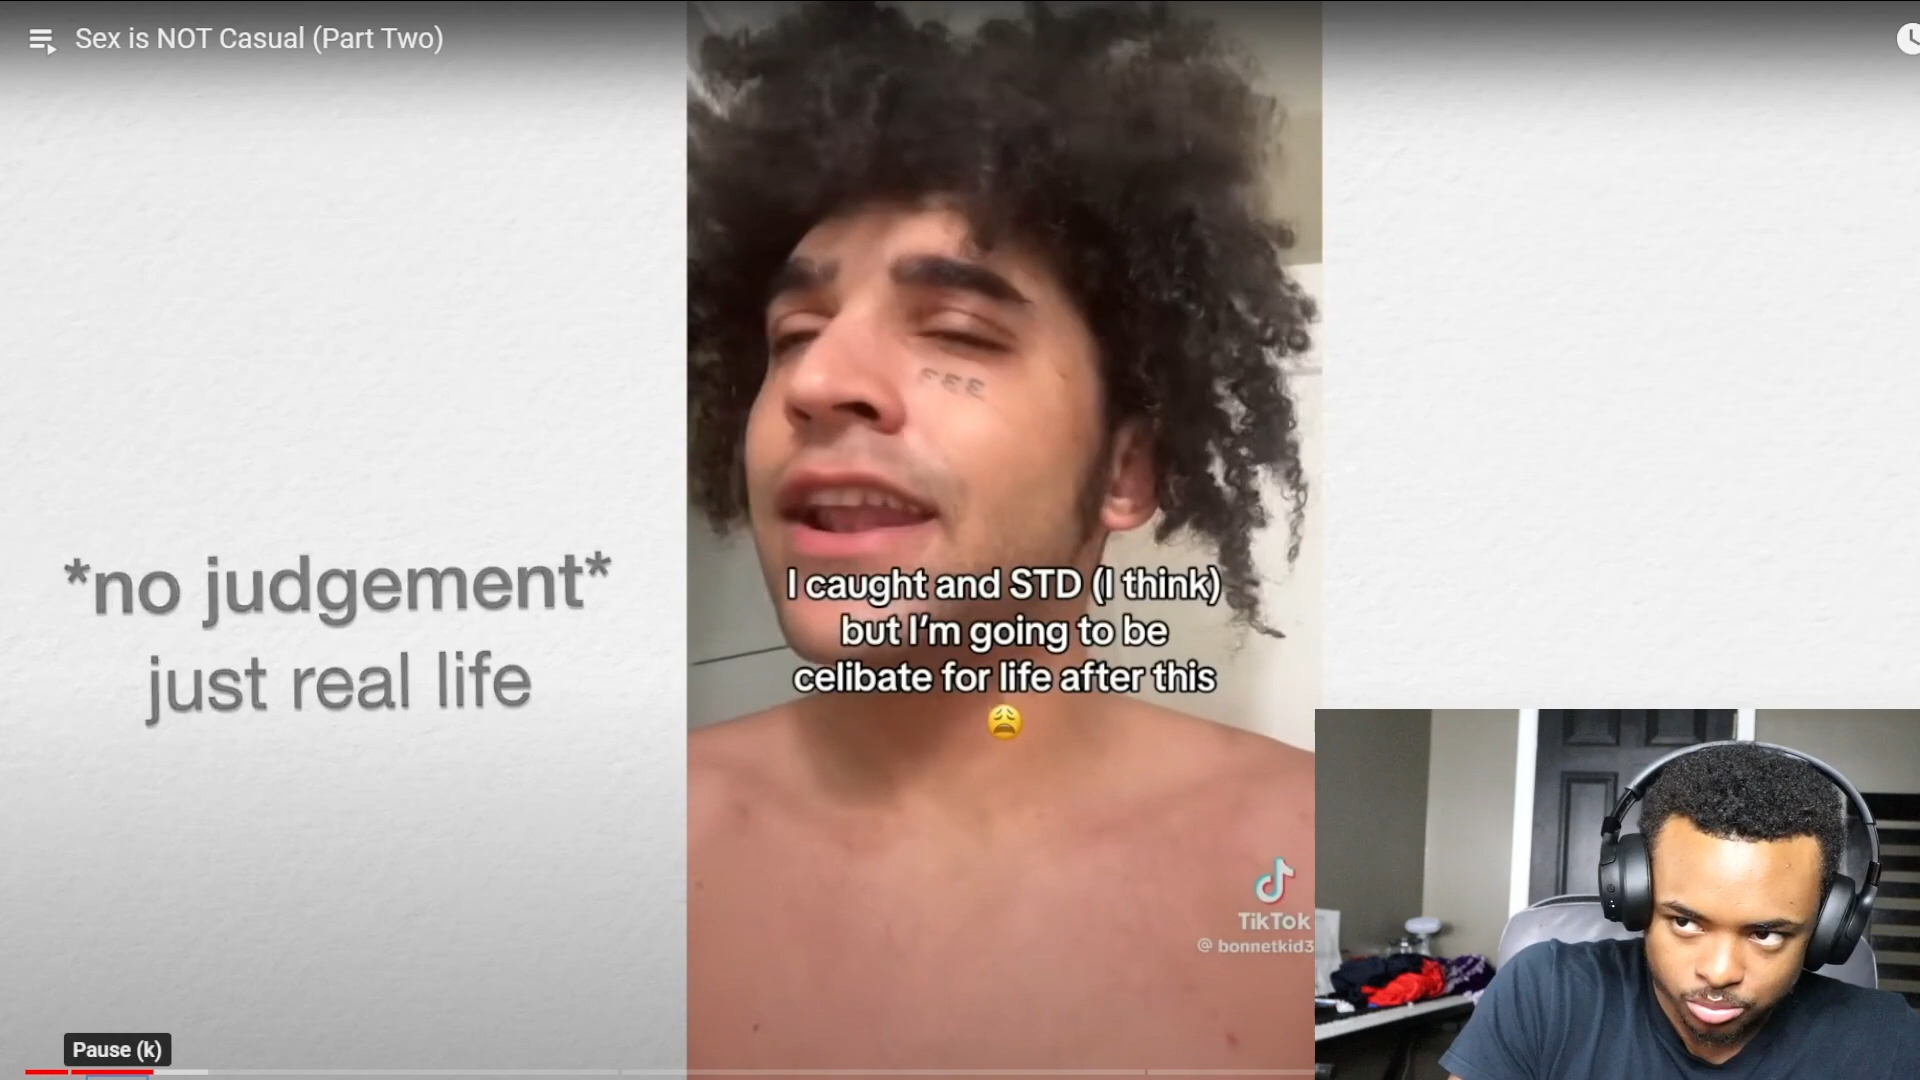 Sex is NOT Casual (Part Two)
*no judgement*
just real life
I caught and STD (I think)
but I'm going to be
celibate for life after this
TikTok
@ bonnetkid3
Pause (k)